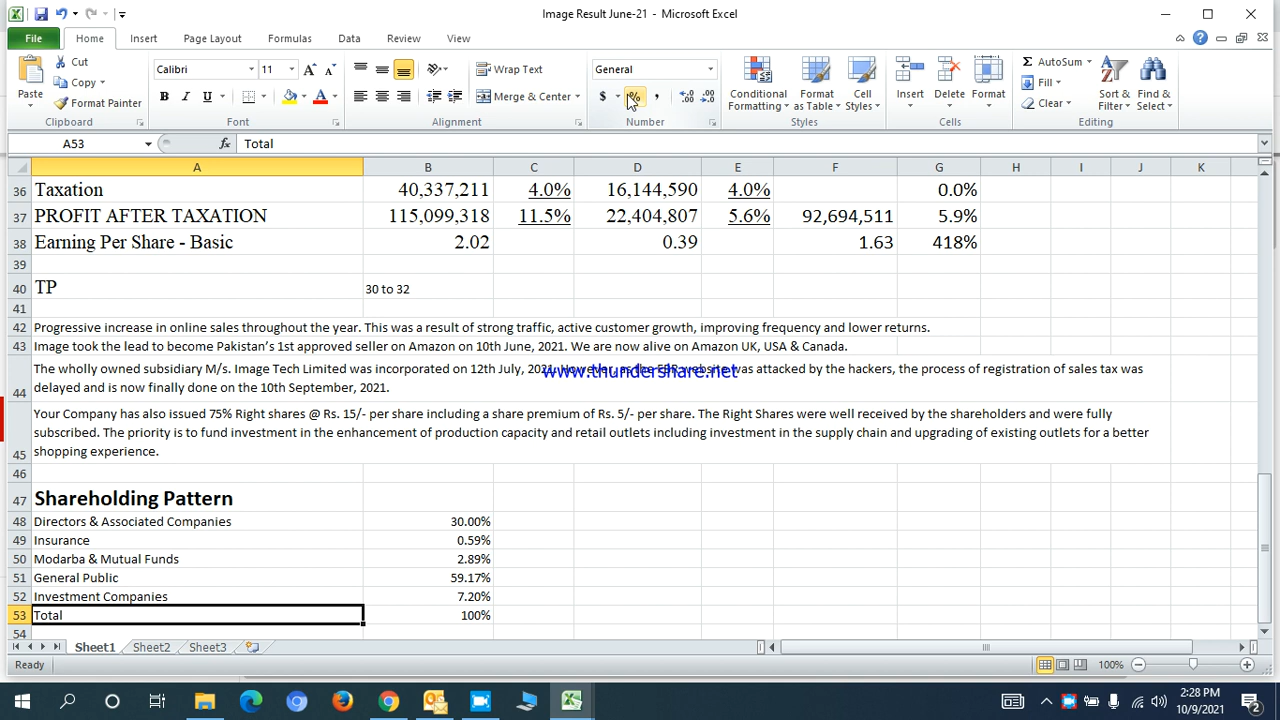 Image Result June-21 - Microsoft Excel
File Home Insert Page Layout Formulas Data Review View
Paste Cut Copy Format Painter Clipboard
Calibri 11 B I U Font
Wrap Text Merge & Center Alignment
General $ % , Number
Conditional Formatting Format as Table Cell Styles Styles
Insert Delete Format Cells
Σ AutoSum Fill Clear Sort & Filter Find & Select Editing
A53 fx Total
A B C D E F G H I J K
36 Taxation 40,337,211 4.0% 16,144,590 4.0% 0.0%
37 PROFIT AFTER TAXATION 115,099,318 11.5% 22,404,807 5.6% 92,694,511 5.9%
38 Earning Per Share - Basic 2.02 0.39 1.63 418%
39
40 TP 30 to 32
41
42 Progressive increase in online sales throughout the year. This was a result of strong traffic, active customer growth, improving frequency and lower returns.
43 Image took the lead to become Pakistan's 1st approved seller on Amazon on 10th June, 2021. We are now alive on Amazon UK, USA & Canada.
The wholly owned subsidiary M/s. Image Tech Limited was incorporated on 12th July, 2021. However, as the FBR website was attacked by the hackers, the process of registration of sales tax was
www.thundershare.net
44 delayed and is now finally done on the 10th September, 2021.
Your Company has also issued 75% Right shares @ Rs. 15/- per share including a share premium of Rs. 5/- per share. The Right Shares were well received by the shareholders and were fully
subscribed. The priority is to fund investment in the enhancement of production capacity and retail outlets including investment in the supply chain and upgrading of existing outlets for a better
45 shopping experience.
46
47 Shareholding Pattern
48 Directors & Associated Companies 30.00%
49 Insurance 0.59%
50 Modarba & Mutual Funds 2.89%
51 General Public 59.17%
52 Investment Companies 7.20%
53 Total 100%
54
Sheet1 Sheet2 Sheet3
Ready 100%
2:28 PM
10/9/2021
2